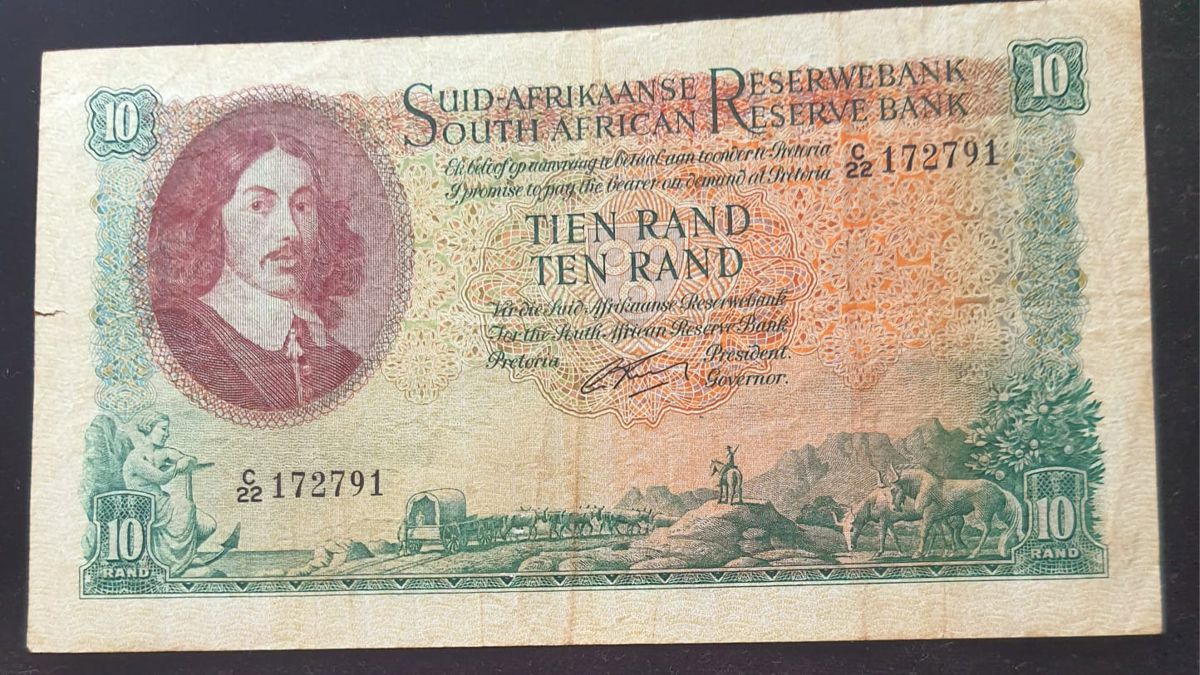 10
10
SUID-AFRIKAANSE RESERWEBANK
SOUTH AFRICAN RESERVE BANK
Ek beloof op aanvraag te betaal aan toonder te Pretoria
I promise to pay the bearer on demand at Pretoria
C/22 172791
TIEN RAND
TEN RAND
Vir die Suid-Afrikaanse Reserwebank
For the South African Reserve Bank
Pretoria
President.
Governor.
C/22 172791
10
RAND
10
RAND